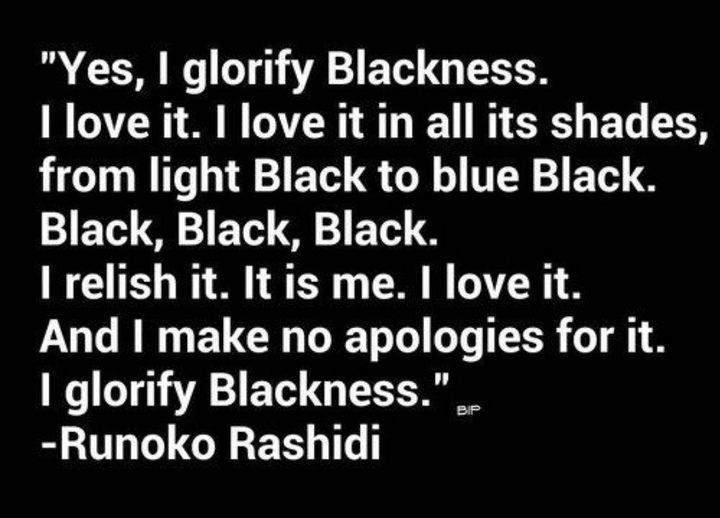 "Yes, I glorify Blackness.
I love it. I love it in all its shades,
from light Black to blue Black.
Black, Black, Black.
I relish it. It is me. I love it.
And I make no apologies for it.
I glorify Blackness."
BIP
-Runoko Rashidi